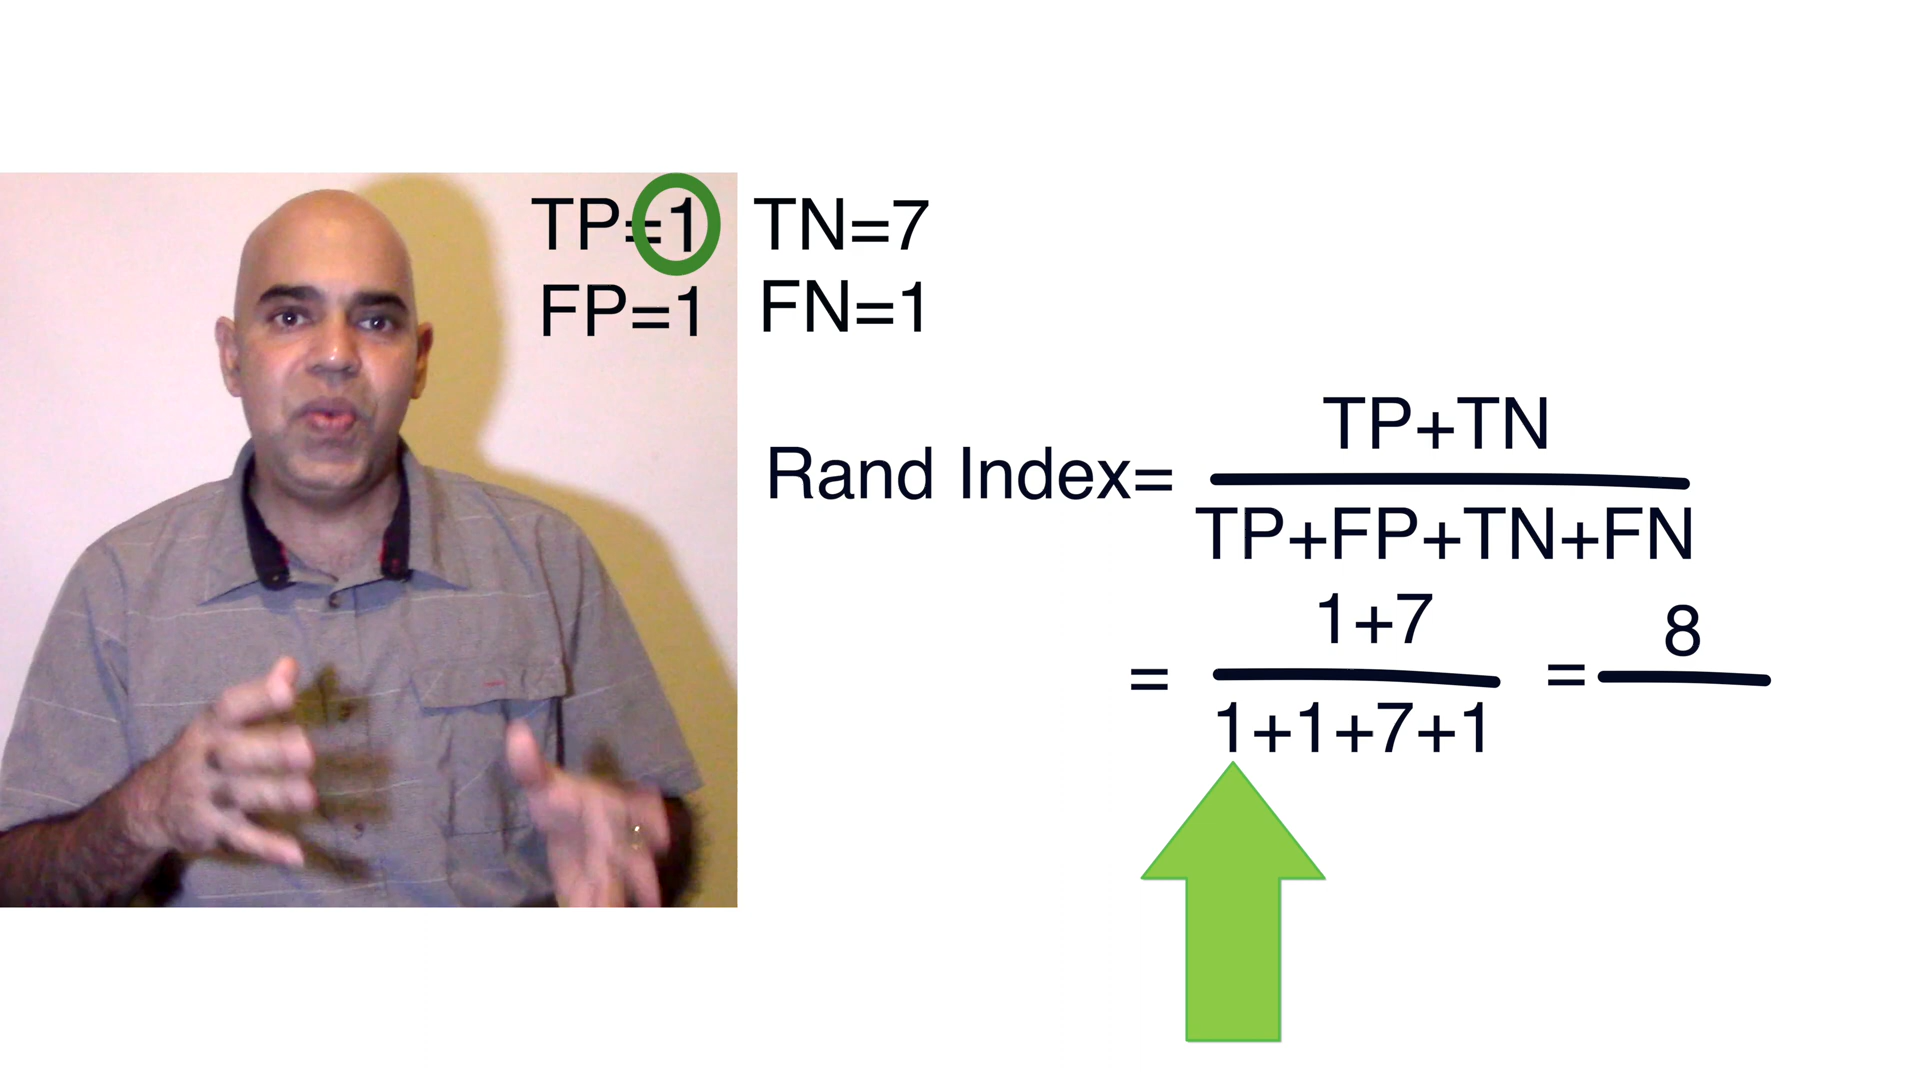 TP=1 TN=7
FP=1 FN=1
TP+TN
Rand Index=
TP+FP+TN+FN
1+7
8
= =
1+1+7+1